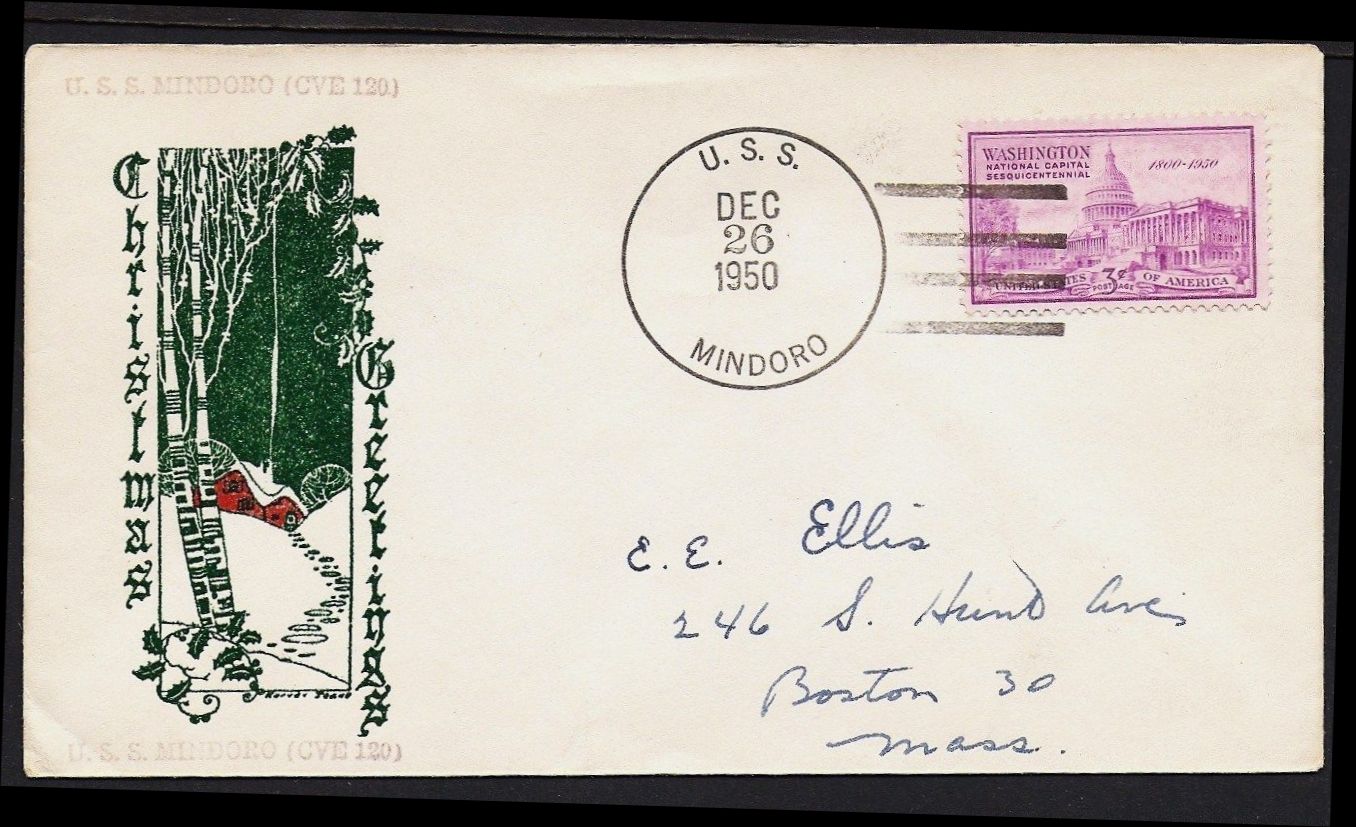 U. S. S. MINDORO (CVE 120)
Christmas
Greetings
U. S. S.
DEC
26
1950
MINDORO
WASHINGTON
NATIONAL CAPITAL
SESQUICENTENNIAL
1800-1950
UNITED STATES 3¢ OF AMERICA
POSTAGE
E. E. Ellis
246 S. Hunt Ave
Boston 30
Mass.
U. S. S. MINDORO (CVE 120)